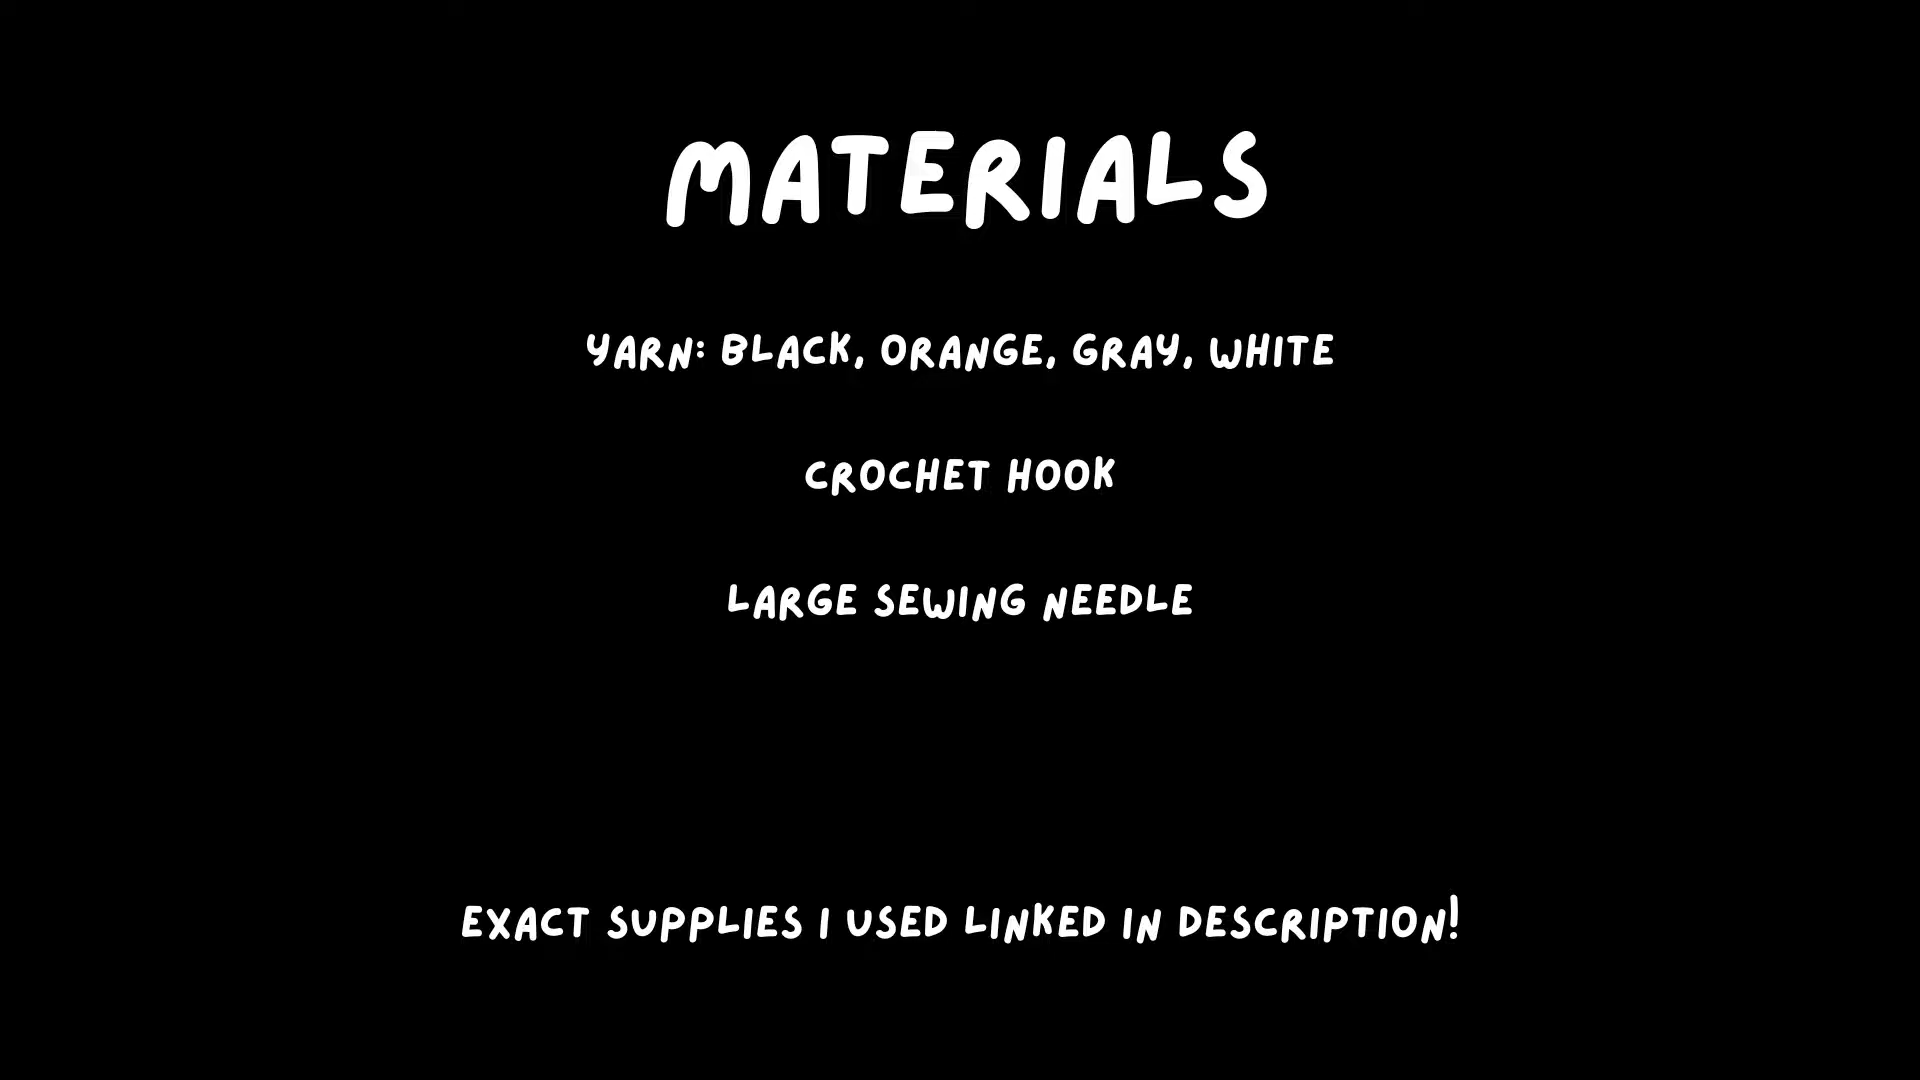 MATERIALS
YARN: BLACK, ORANGE, GRAY, WHITE
CROCHET HOOK
LARGE SEWING NEEDLE
EXACT SUPPLIES I USED LINKED IN DESCRIPTION!